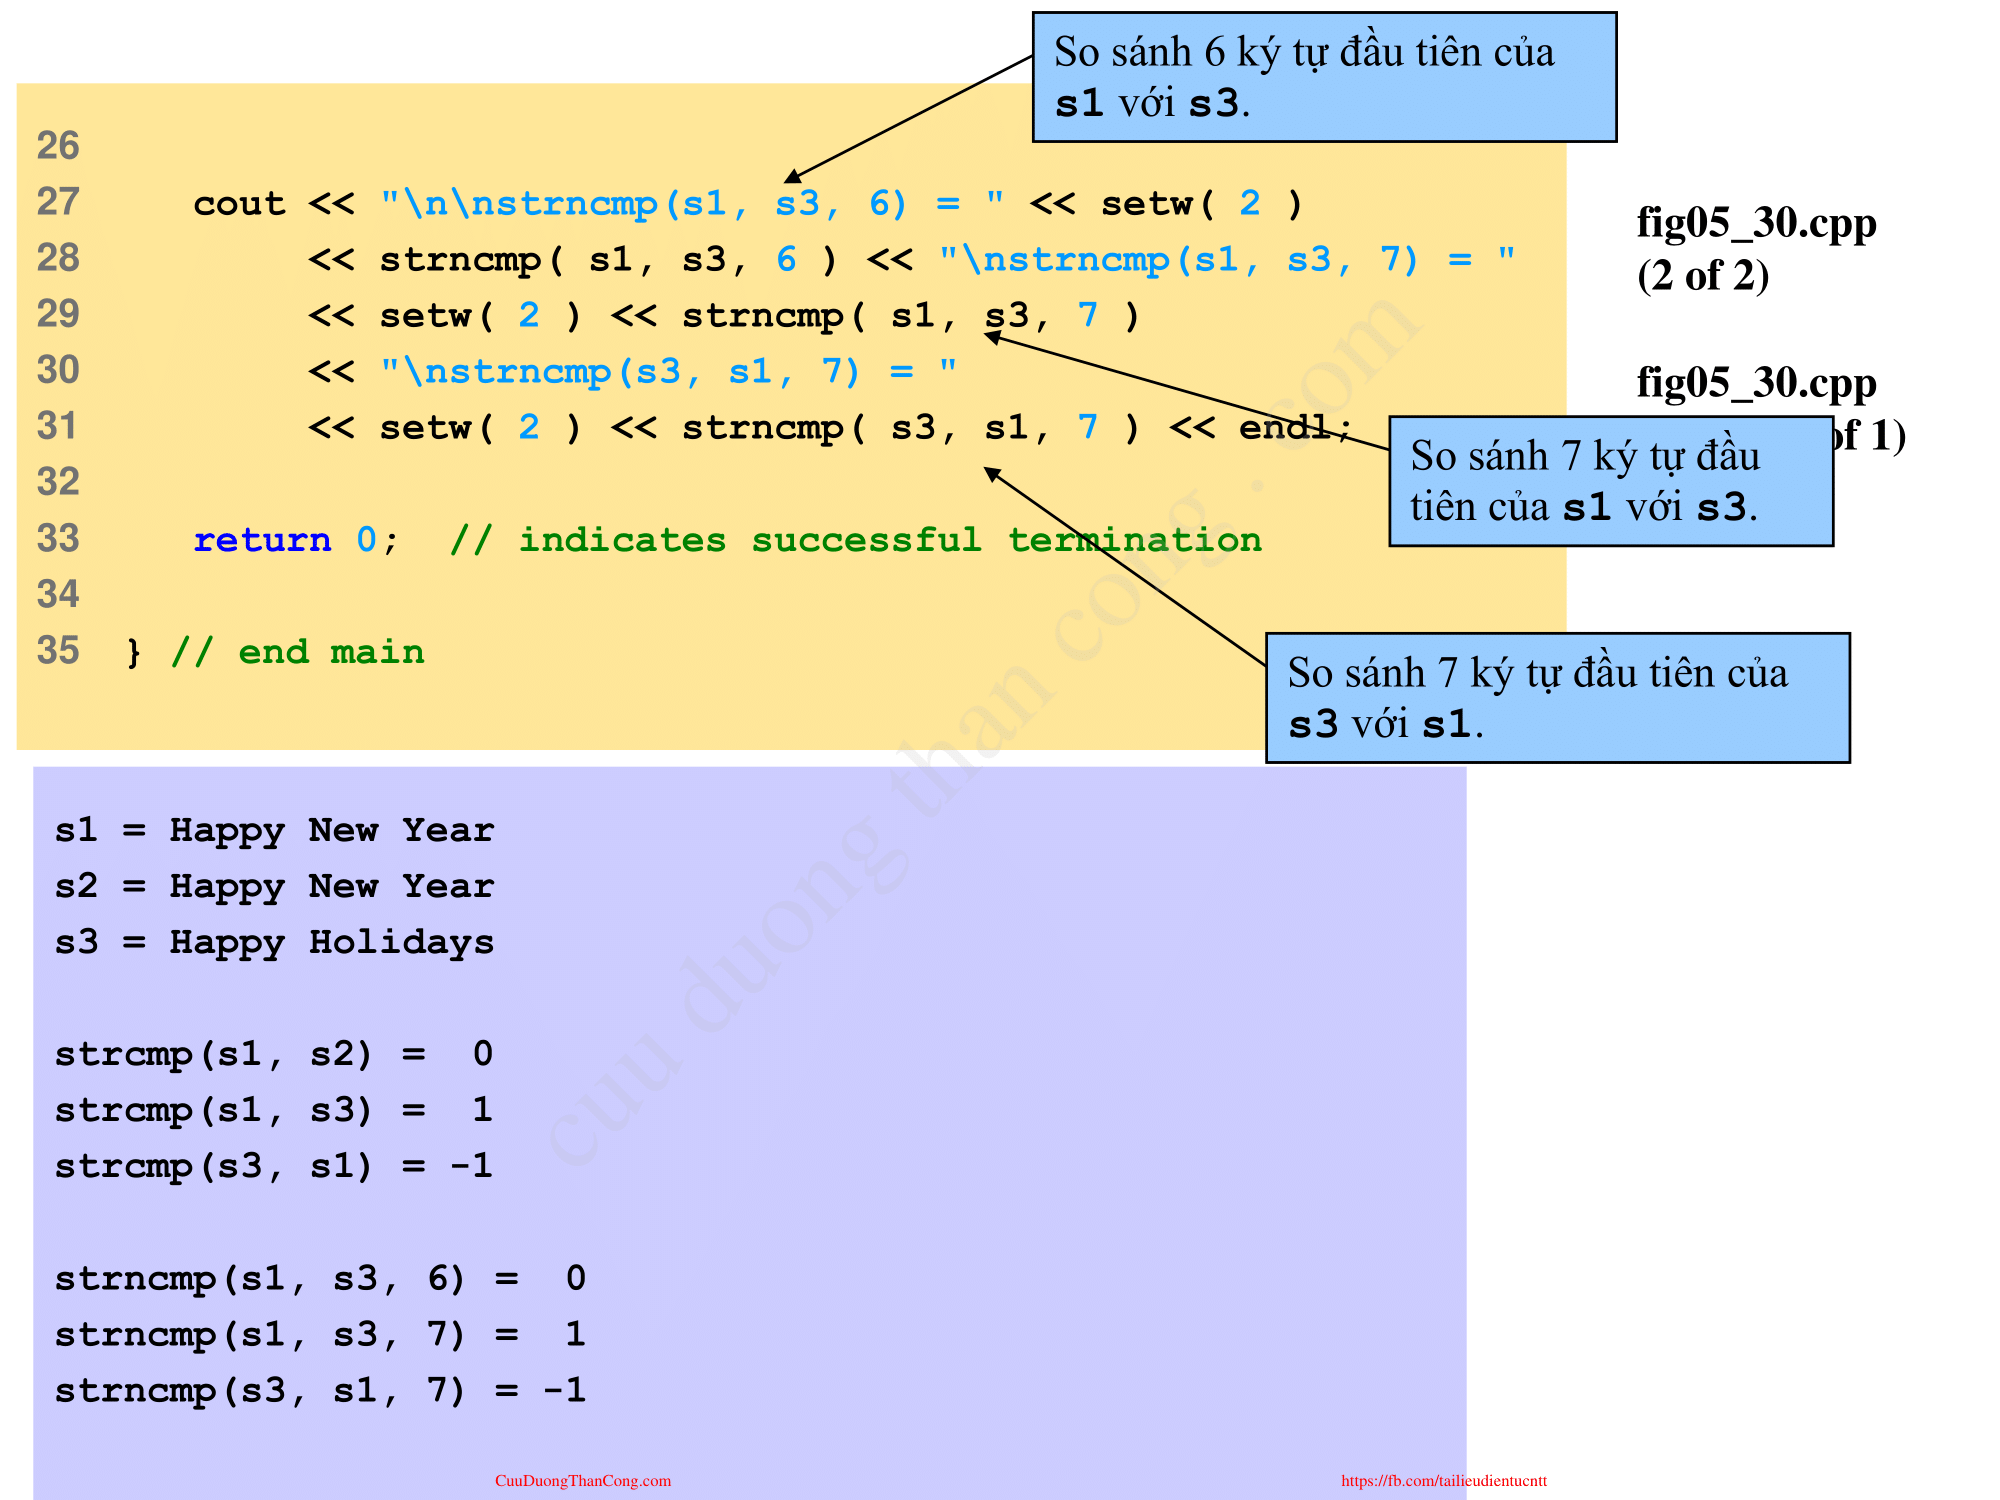 So sánh 6 ký tự đầu tiên của
s1 với s3.
26
27 cout << "\n\nstrncmp(s1, s3, 6) = " << setw( 2 )
28 << strncmp( s1, s3, 6 ) << "\nstrncmp(s1, s3, 7) = "
29 << setw( 2 ) << strncmp( s1, s3, 7 )
30 << "\nstrncmp(s3, s1, 7) = "
31 << setw( 2 ) << strncmp( s3, s1, 7 ) << endl;
32
33 return 0; // indicates successful termination
34
35 } // end main
fig05_30.cpp
(2 of 2)
fig05_30.cpp
of 1)
So sánh 7 ký tự đầu
tiên của s1 với s3.
So sánh 7 ký tự đầu tiên của
s3 với s1.
s1 = Happy New Year
s2 = Happy New Year
s3 = Happy Holidays
strcmp(s1, s2) =  0
strcmp(s1, s3) =  1
strcmp(s3, s1) = -1
strncmp(s1, s3, 6) =  0
strncmp(s1, s3, 7) =  1
strncmp(s3, s1, 7) = -1
cuu duong than cong . com
CuuDuongThanCong.com
https://fb.com/tailieudientucntt